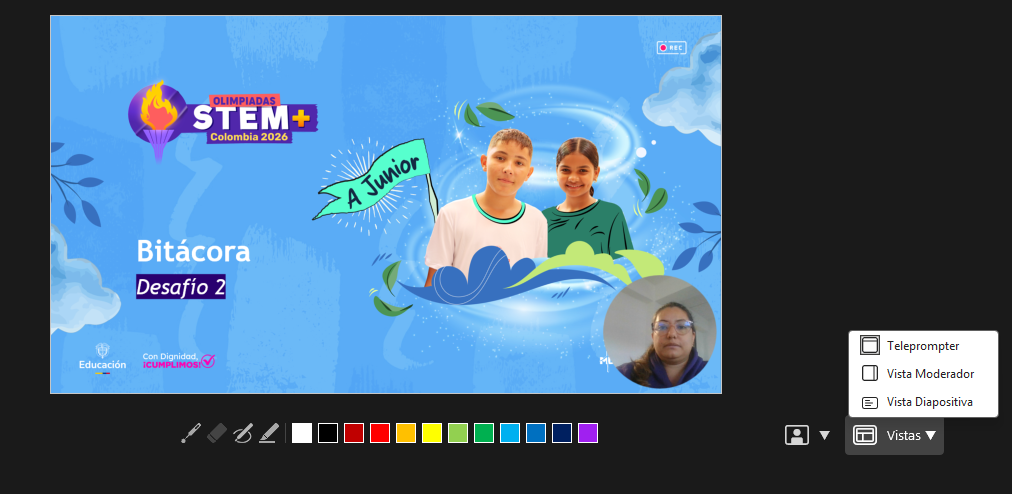 REC
OLIMPIADAS
STEM+
Colombia 2026
A Junior
Bitácora
Desafío 2
Educación
Con Dignidad,
¡CUMPLIMOS!
ML
Teleprompter
Vista Moderador
Vista Diapositiva
Vistas